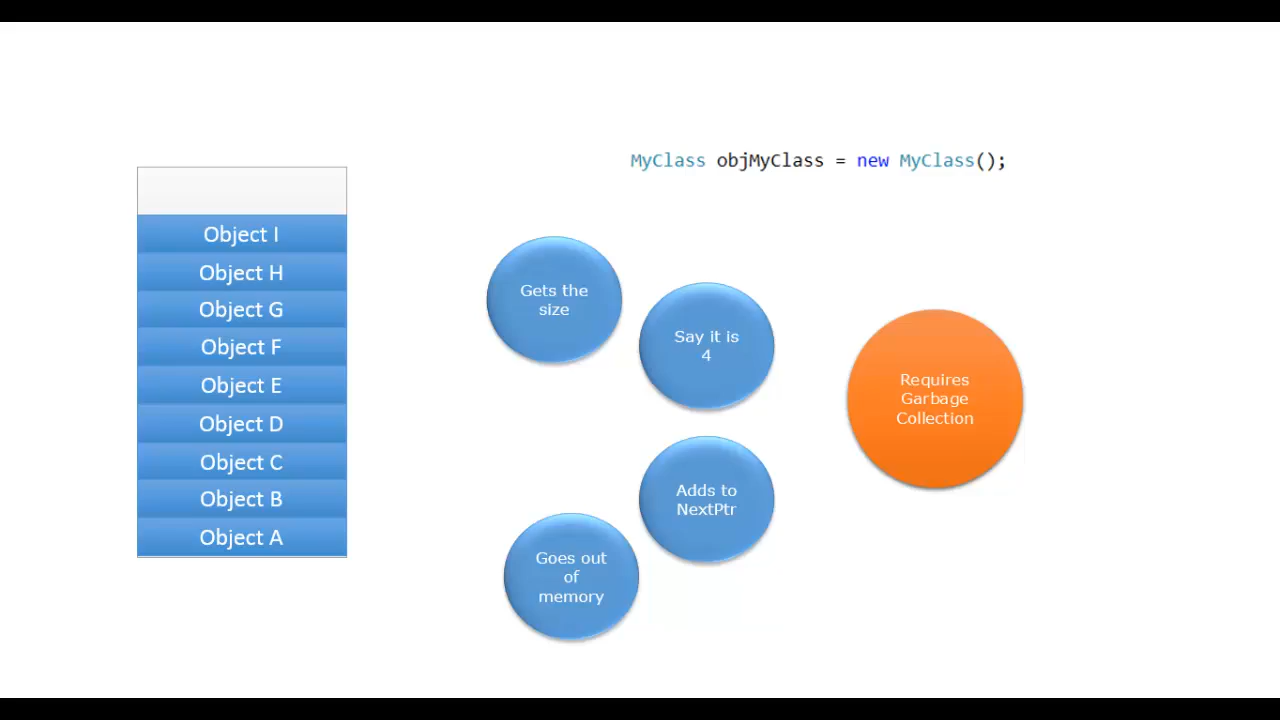 MyClass objMyClass = new MyClass();
Object I
Object H
Object G
Object F
Object E
Object D
Object C
Object B
Object A
Gets the
size
Say it is
4
Adds to
NextPtr
Goes out
of
memory
Requires
Garbage
Collection